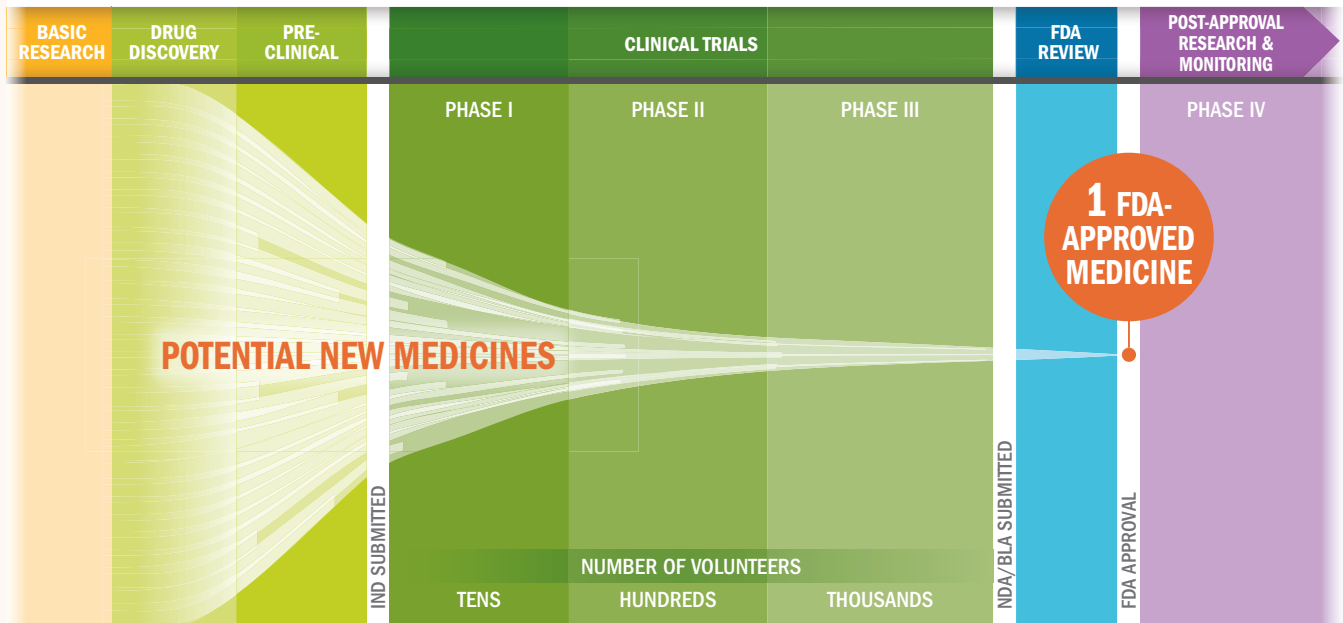 BASIC
RESEARCH
DRUG
DISCOVERY
PRE-
CLINICAL
CLINICAL TRIALS
FDA
REVIEW
POST-APPROVAL
RESEARCH &
MONITORING
PHASE I
PHASE II
PHASE III
PHASE IV
1 FDA-
APPROVED
MEDICINE
POTENTIAL NEW MEDICINES
IND SUBMITTED
NDA/BLA SUBMITTED
FDA APPROVAL
NUMBER OF VOLUNTEERS
TENS
HUNDREDS
THOUSANDS